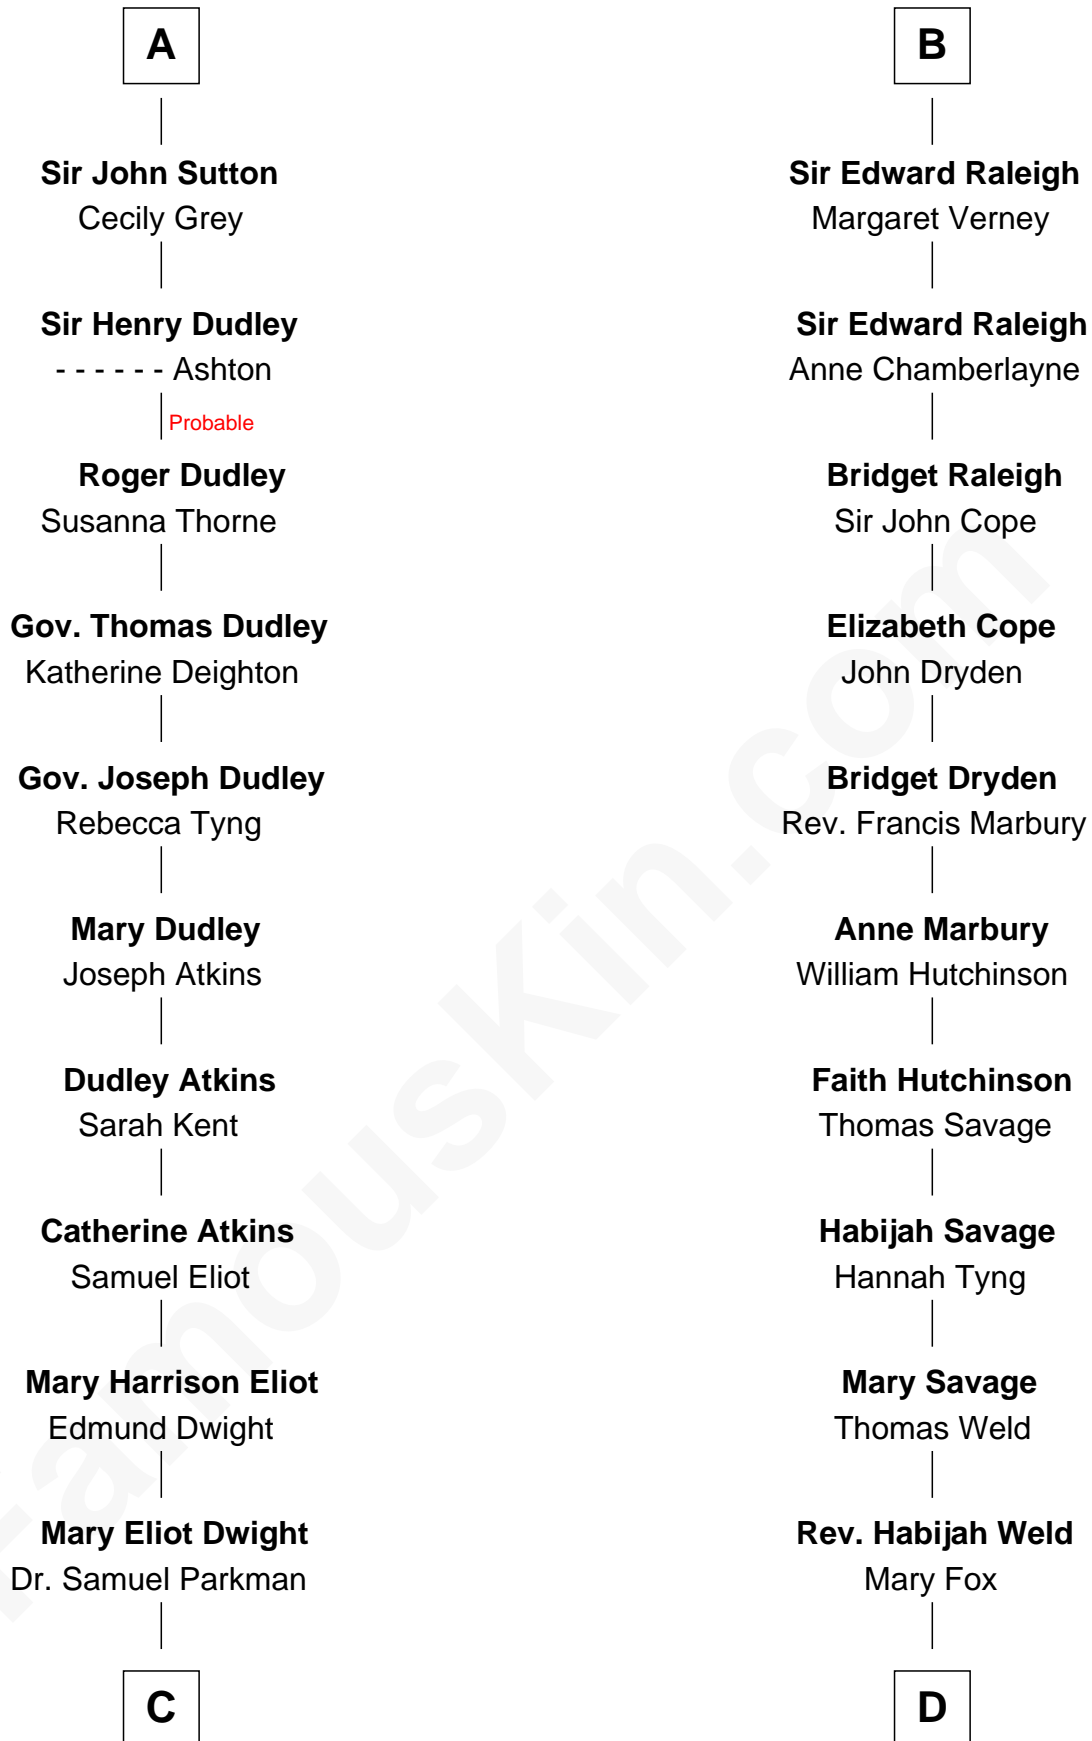 A
Sir John Sutton
Cecily Grey
Sir Henry Dudley
- - - - - - Ashton
Probable
Roger Dudley
Susanna Thorne
Gov. Thomas Dudley
Katherine Deighton
Gov. Joseph Dudley
Rebecca Tyng
Mary Dudley
Joseph Atkins
Dudley Atkins
Sarah Kent
Catherine Atkins
Samuel Eliot
Mary Harrison Eliot
Edmund Dwight
Mary Eliot Dwight
Dr. Samuel Parkman
C
B
Sir Edward Raleigh
Margaret Verney
Sir Edward Raleigh
Anne Chamberlayne
Bridget Raleigh
Sir John Cope
Elizabeth Cope
John Dryden
Bridget Dryden
Rev. Francis Marbury
Anne Marbury
William Hutchinson
Faith Hutchinson
Thomas Savage
Habijah Savage
Hannah Tyng
Mary Savage
Thomas Weld
Rev. Habijah Weld
Mary Fox
D
FamousKin.com